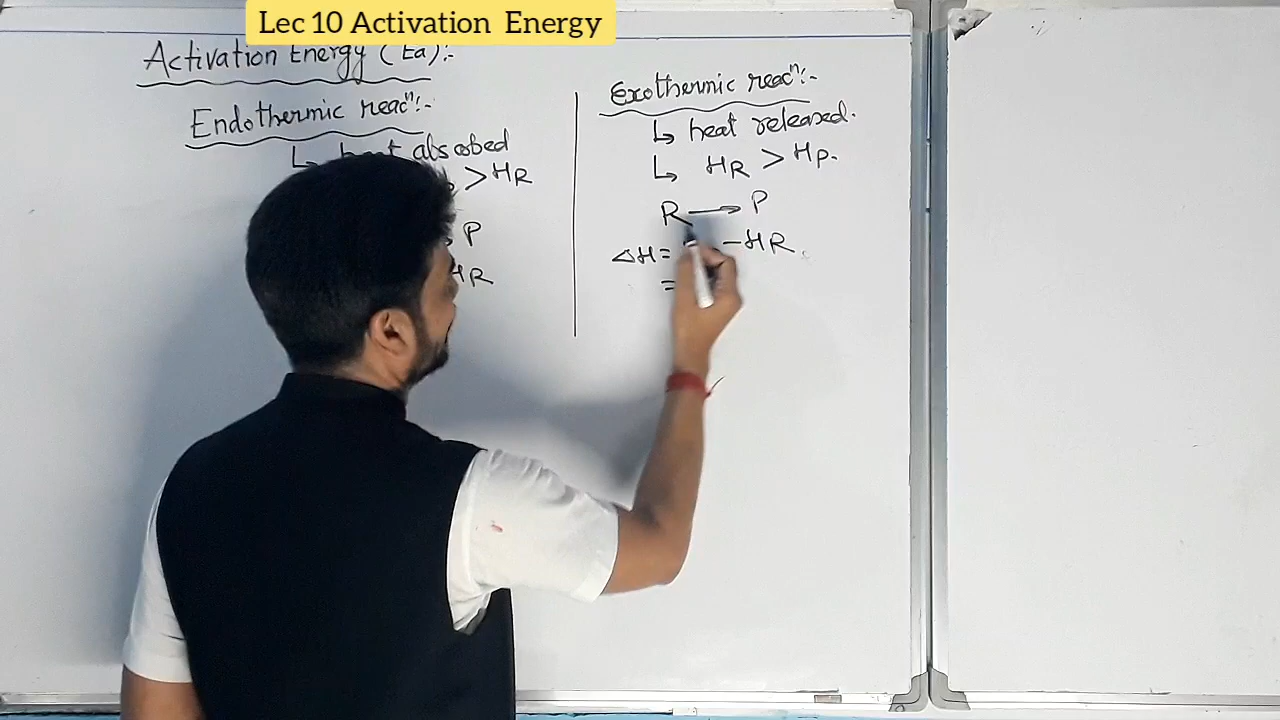 Lec 10 Activation Energy
Activation Energy (Ea):-
Endothermic reacⁿ:-
↳ heat absorbed
> HR
P
HR
Exothermic reacⁿ:-
↳ heat released.
↳ HR > HP.
R → P
ΔH= -HR.
=